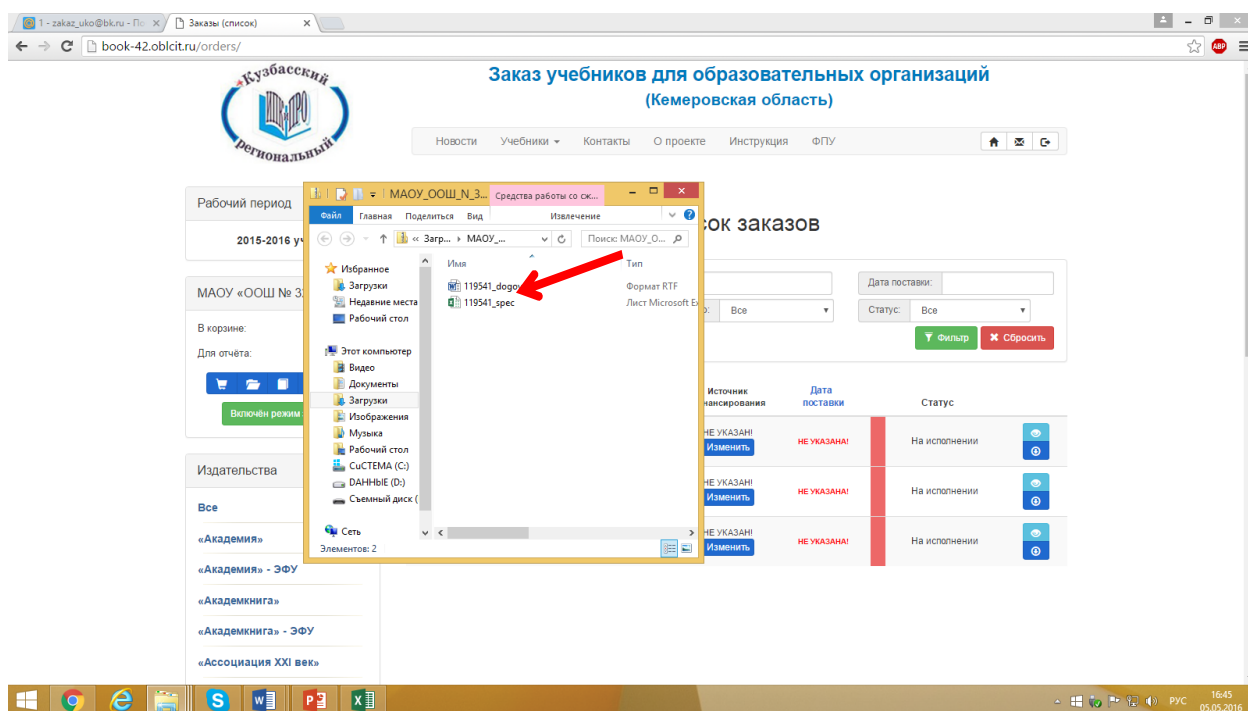 1 - zakaz_uko@bk.ru - По
Заказы (список)
book-42.oblcit.ru/orders/
ABP
Кузбасский
ИПК ПРО
региональный
Заказ учебников для образовательных организаций
(Кемеровская область)
Новости Учебники Контакты О проекте Инструкция ФПУ
Рабочий период
2015-2016
МАОУ «ООШ №
В корзине:
Для отчёта:
Включён режим
Издательства
Все
«Академия»
«Академия» - ЭФУ
«Академкнига»
«Академкнига» - ЭФУ
«Ассоциация XXI век»
МАОУ_ООШ_N_3...
Средства работы со сж...
Файл Главная Поделиться Вид Извлечение
« Загр... МАОУ_...
Поиск: МАОУ_О...
Избранное
Загрузки
Недавние места
Рабочий стол
Этот компьютер
Видео
Документы
Загрузки
Изображения
Музыка
Рабочий стол
CuCTEMA (C:)
DAHHblE (D:)
Съемный диск (
Сеть
Элементов: 2
Имя Тип
119541_dogo Формат RTF
119541_spec Лист Microsoft Ex
ок заказов
Дата поставки:
Все
Статус: Все
Фильтр Сбросить
Источник
нансирования
Дата
поставки
Статус
НЕ УКАЗАН!
Изменить
НЕ УКАЗАНА!
На исполнении
НЕ УКАЗАН!
Изменить
НЕ УКАЗАНА!
На исполнении
НЕ УКАЗАН!
Изменить
НЕ УКАЗАНА!
На исполнении
РУС
16:45
05.05.2016